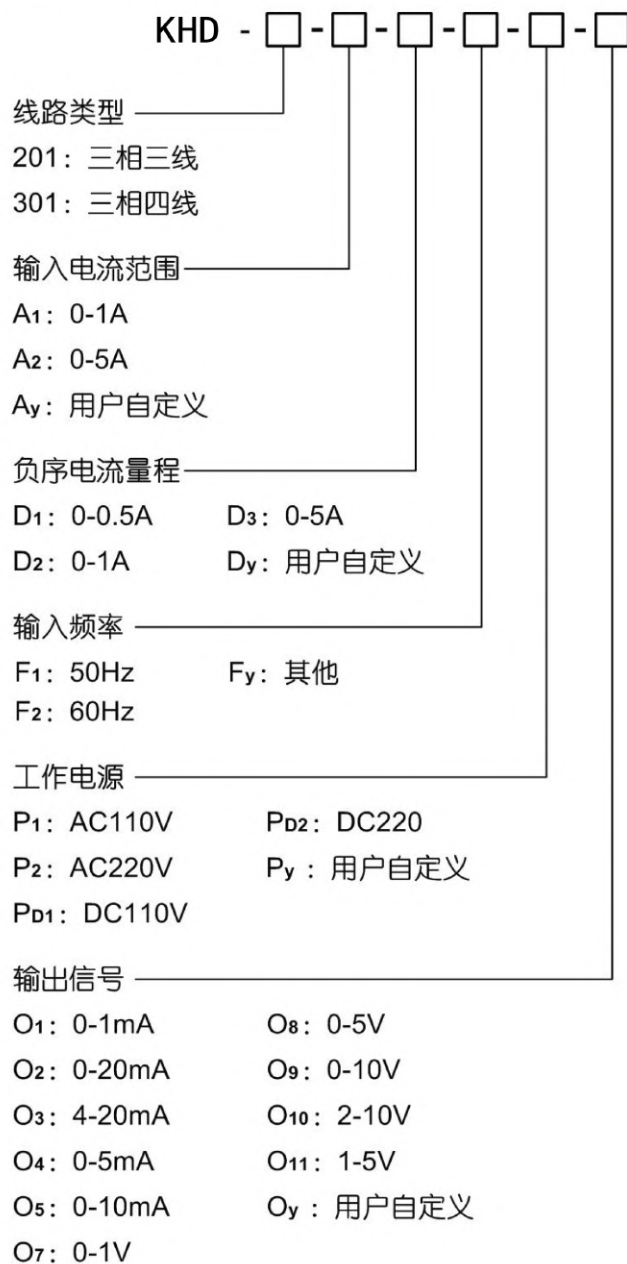 KHD - □ - □ - □ - □ - □ - □
线路类型
201：三相三线
301：三相四线
输入电流范围
A1：0-1A
A2：0-5A
Ay：用户自定义
负序电流量程
D1：0-0.5A D3：0-5A
D2：0-1A Dy：用户自定义
输入频率
F1：50Hz Fy：其他
F2：60Hz
工作电源
P1：AC110V PD2：DC220
P2：AC220V Py：用户自定义
PD1：DC110V
输出信号
O1：0-1mA O8：0-5V
O2：0-20mA O9：0-10V
O3：4-20mA O10：2-10V
O4：0-5mA O11：1-5V
O5：0-10mA Oy：用户自定义
O7：0-1V